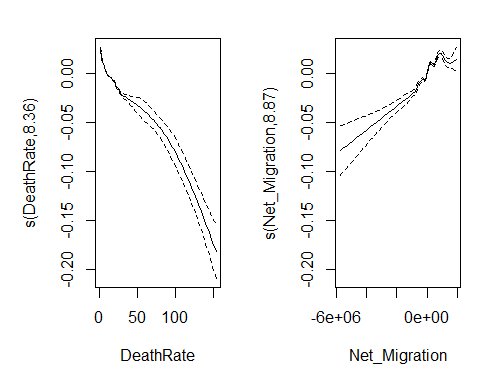 s(DeathRate,8.36)
0.00
-0.05
-0.10
-0.15
-0.20
0 50 100
DeathRate
s(Net_Migration,8.87)
0.00
-0.05
-0.10
-0.15
-0.20
-6e+06 0e+00
Net_Migration